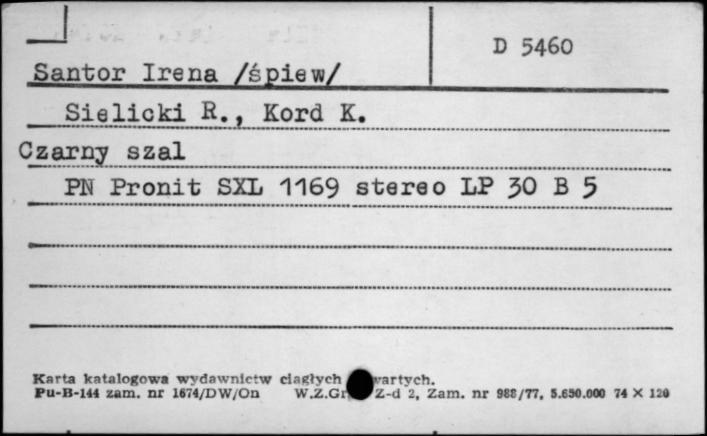 D 5460
Santor Irena /śpiew/
Sielicki R., Kord K.
Czarny szal
PN Pronit SXL 1169 stereo LP 30 B 5
Karta katalogowa wydawnictw ciągłych wartych.
Pu-B-144 zam. nr 1674/DW/On W.Z.Gr Z-d 2, Zam. nr 988/77, 5.650.000 74 X 120